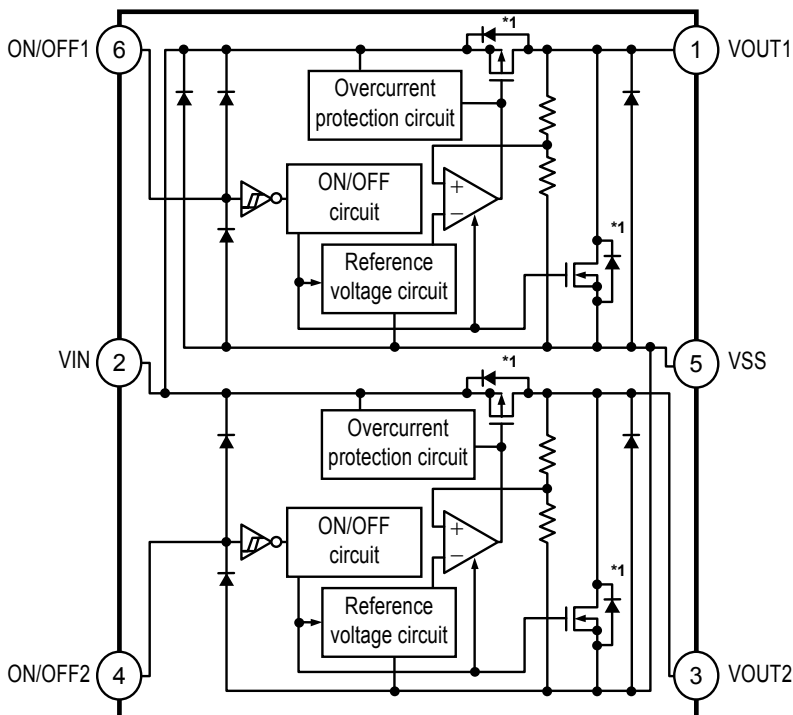 *1
ON/OFF1
6
1
VOUT1
Overcurrent
protection circuit
+
−
ON/OFF
circuit
*1
Reference
voltage circuit
VIN
2
*1
5
VSS
Overcurrent
protection circuit
+
−
ON/OFF
circuit
*1
Reference
voltage circuit
ON/OFF2
4
3
VOUT2